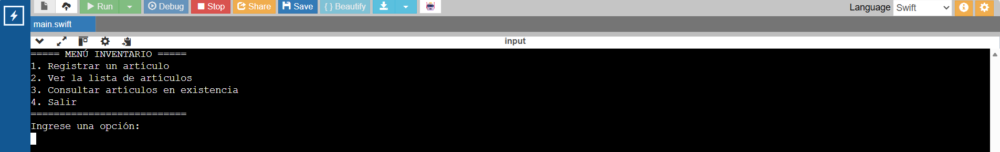 Run Debug Stop Share Save { } Beautify Language Swift
main.swift
input
===== MENÚ INVENTARIO =====
1. Registrar un artículo
2. Ver la lista de artículos
3. Consultar artículos en existencia
4. Salir
===========================
Ingrese una opción: